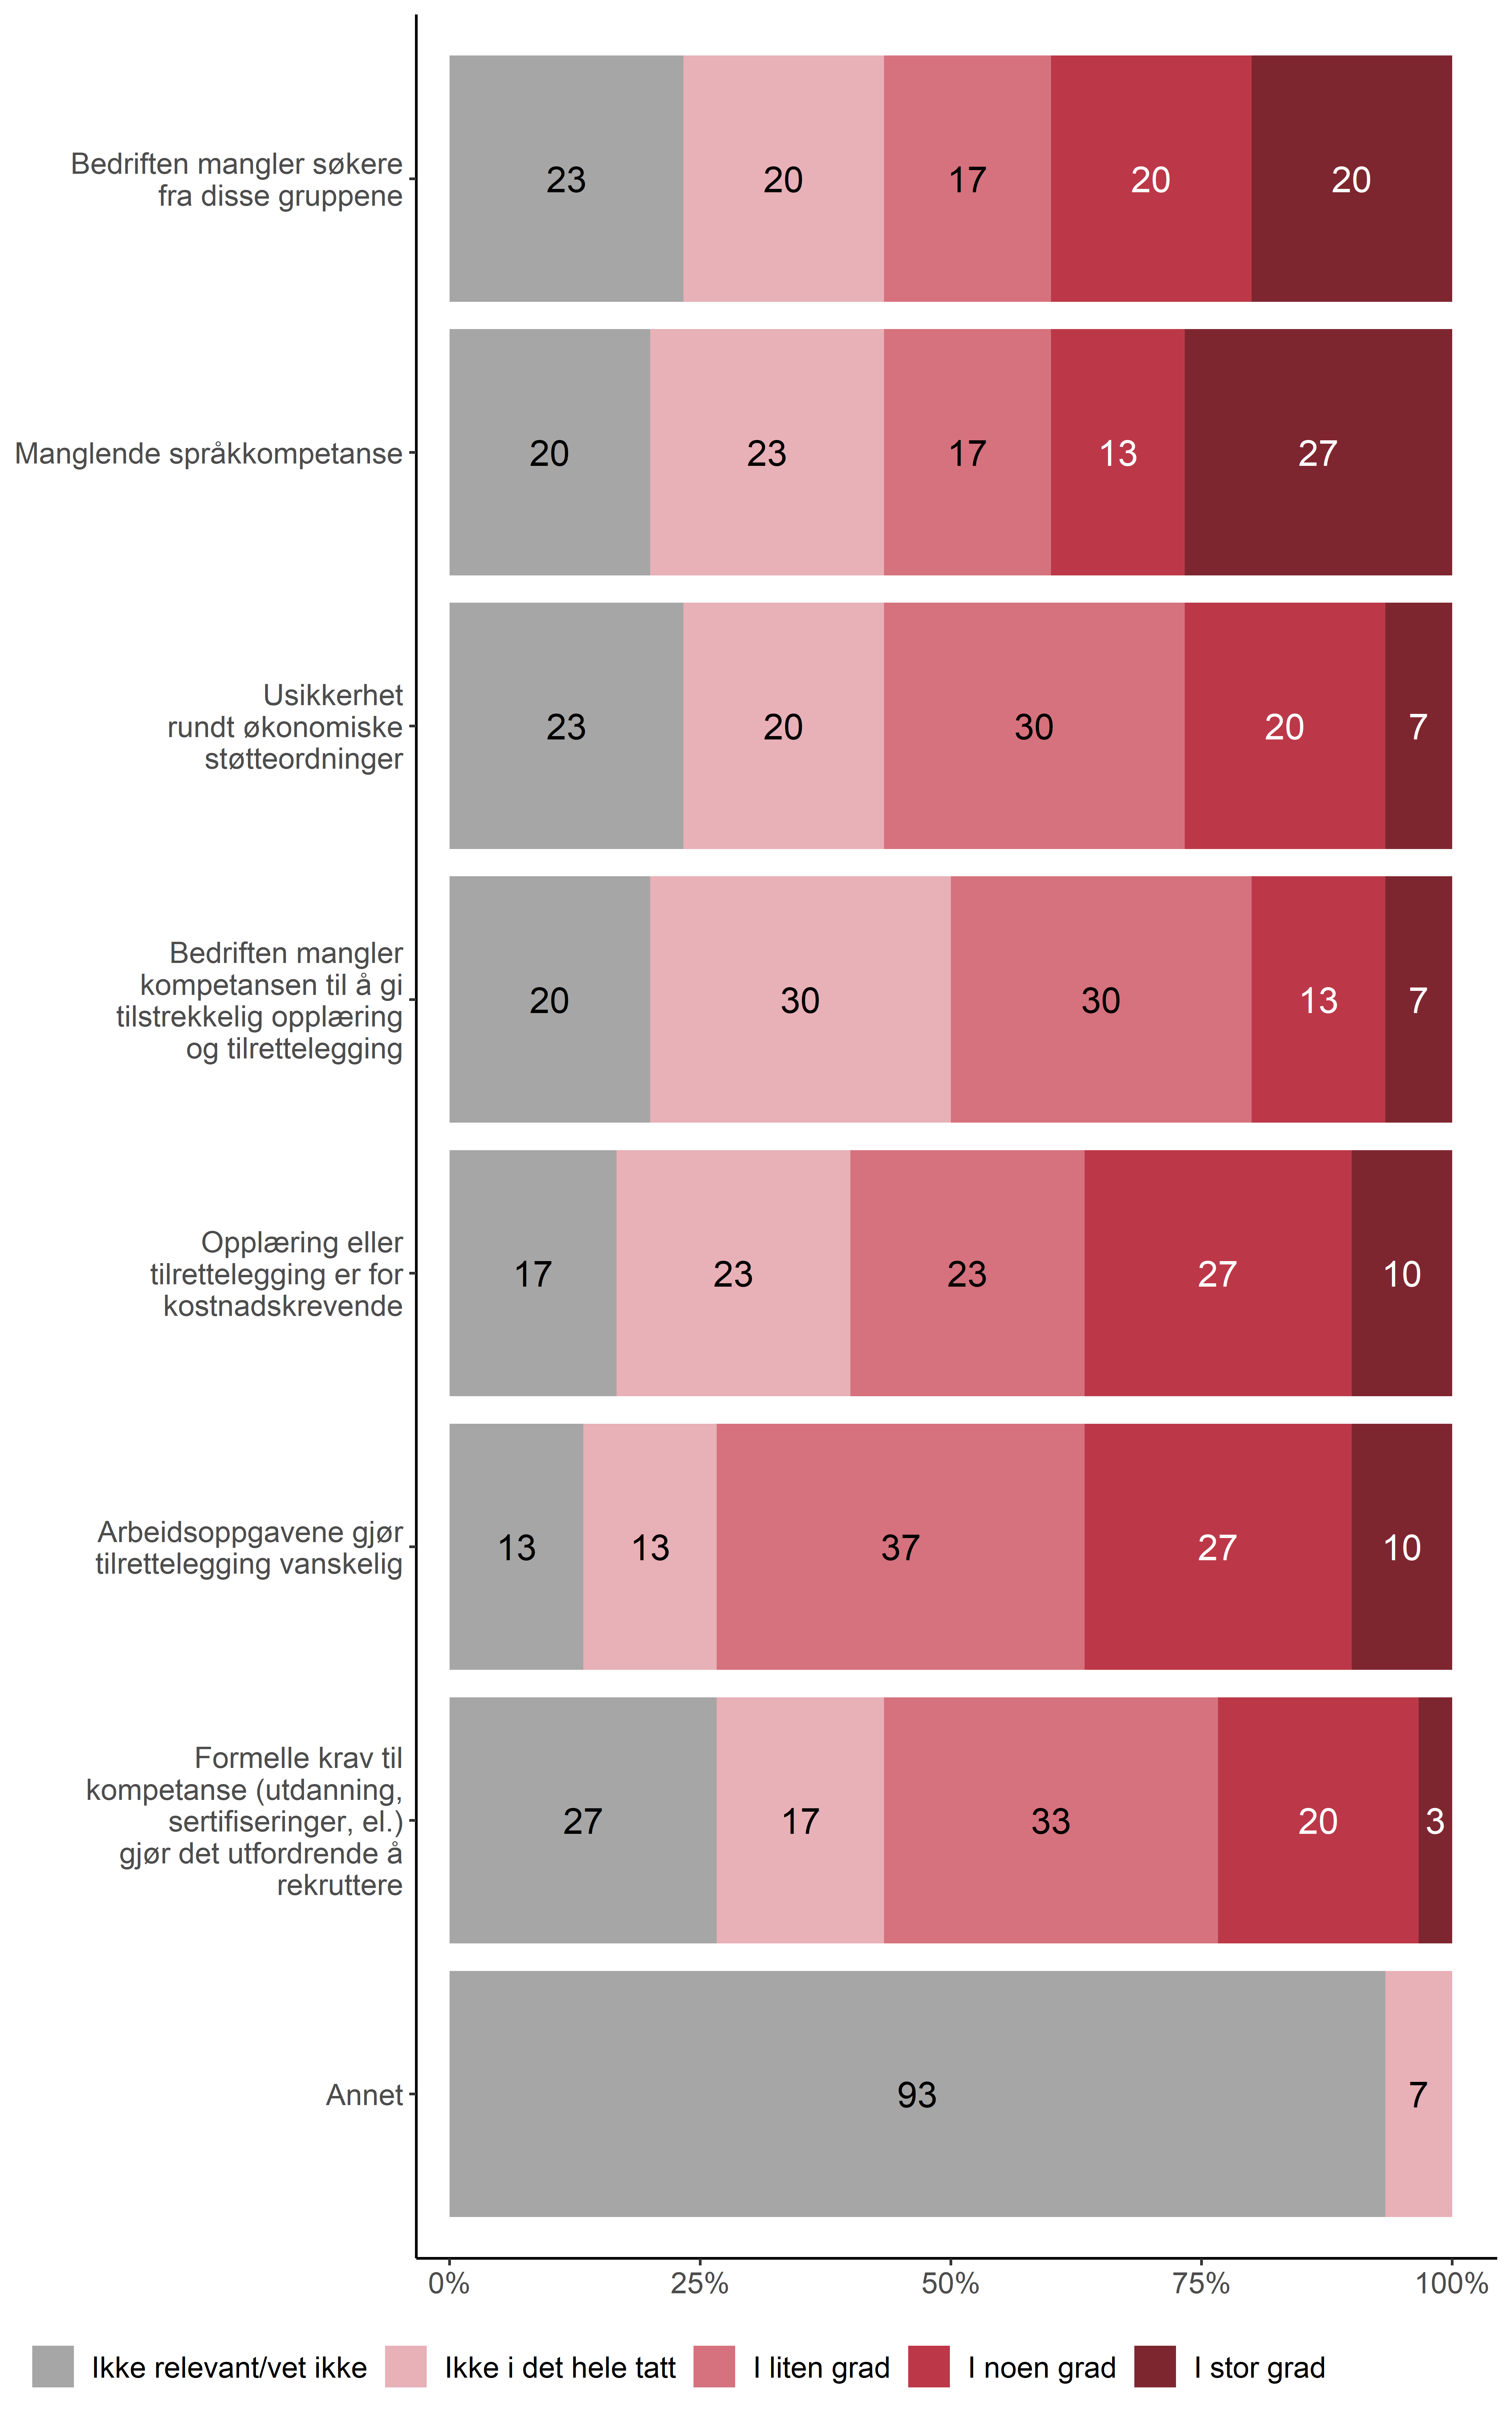 Bedriften mangler søkere
fra disse gruppene
23 20 17 20 20
Manglende språkkompetanse
20 23 17 13 27
Usikkerhet
rundt økonomiske
støtteordninger
23 20 30 20 7
Bedriften mangler
kompetansen til å gi
tilstrekkelig opplæring
og tilrettelegging
20 30 30 13 7
Opplæring eller
tilrettelegging er for
kostnadskrevende
17 23 23 27 10
Arbeidsoppgavene gjør
tilrettelegging vanskelig
13 13 37 27 10
Formelle krav til
kompetanse (utdanning,
sertifiseringer, el.)
gjør det utfordrende å
rekruttere
27 17 33 20 3
Annet
93 7
0% 25% 50% 75% 100%
Ikke relevant/vet ikke Ikke i det hele tatt I liten grad I noen grad I stor grad